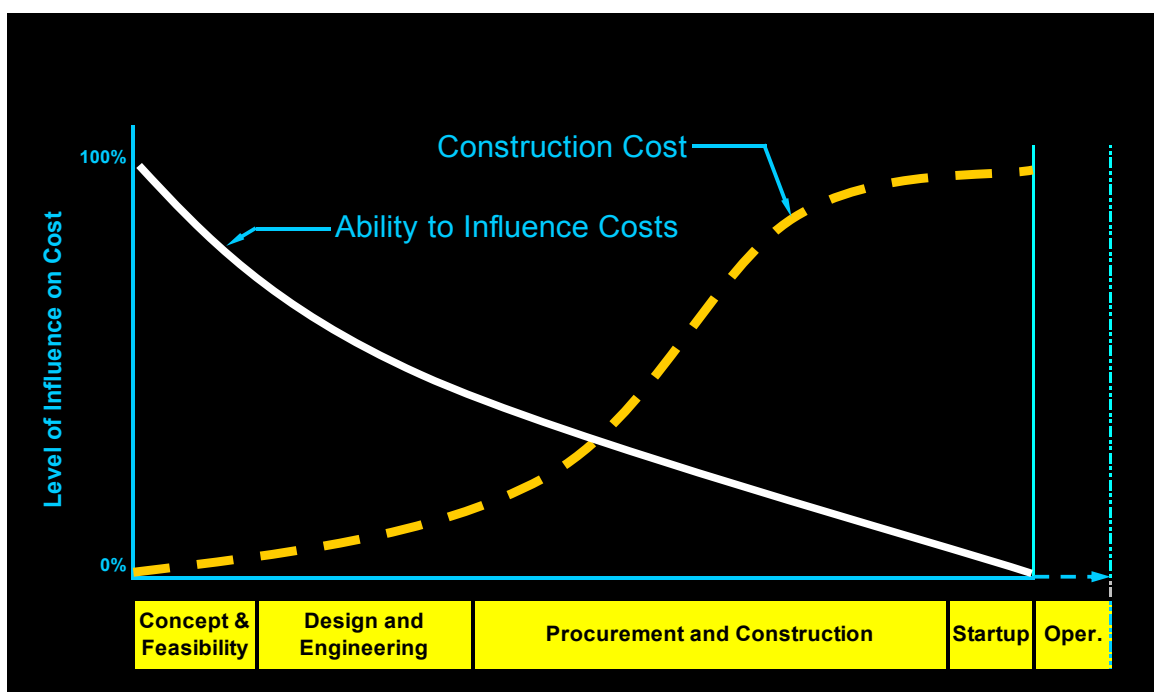 Construction Cost
100%
Ability to Influence Costs
Level of Influence on Cost
0%
Concept &
Feasibility
Design and
Engineering
Procurement and Construction
Startup
Oper.